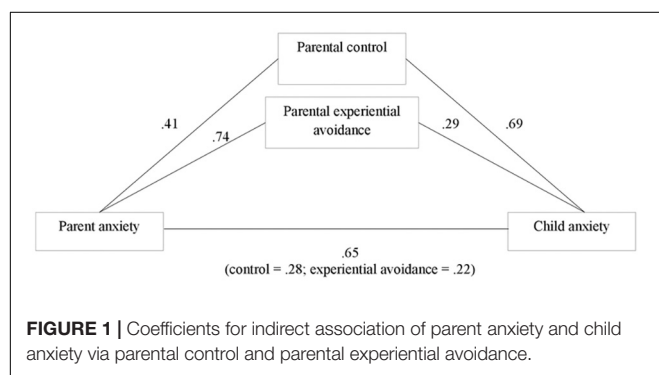 Parental control
Parental experiential
avoidance
.41
.74
.29
.69
Parent anxiety
Child anxiety
.65
(control = .28; experiential avoidance = .22)
FIGURE 1 | Coefficients for indirect association of parent anxiety and child
anxiety via parental control and parental experiential avoidance.